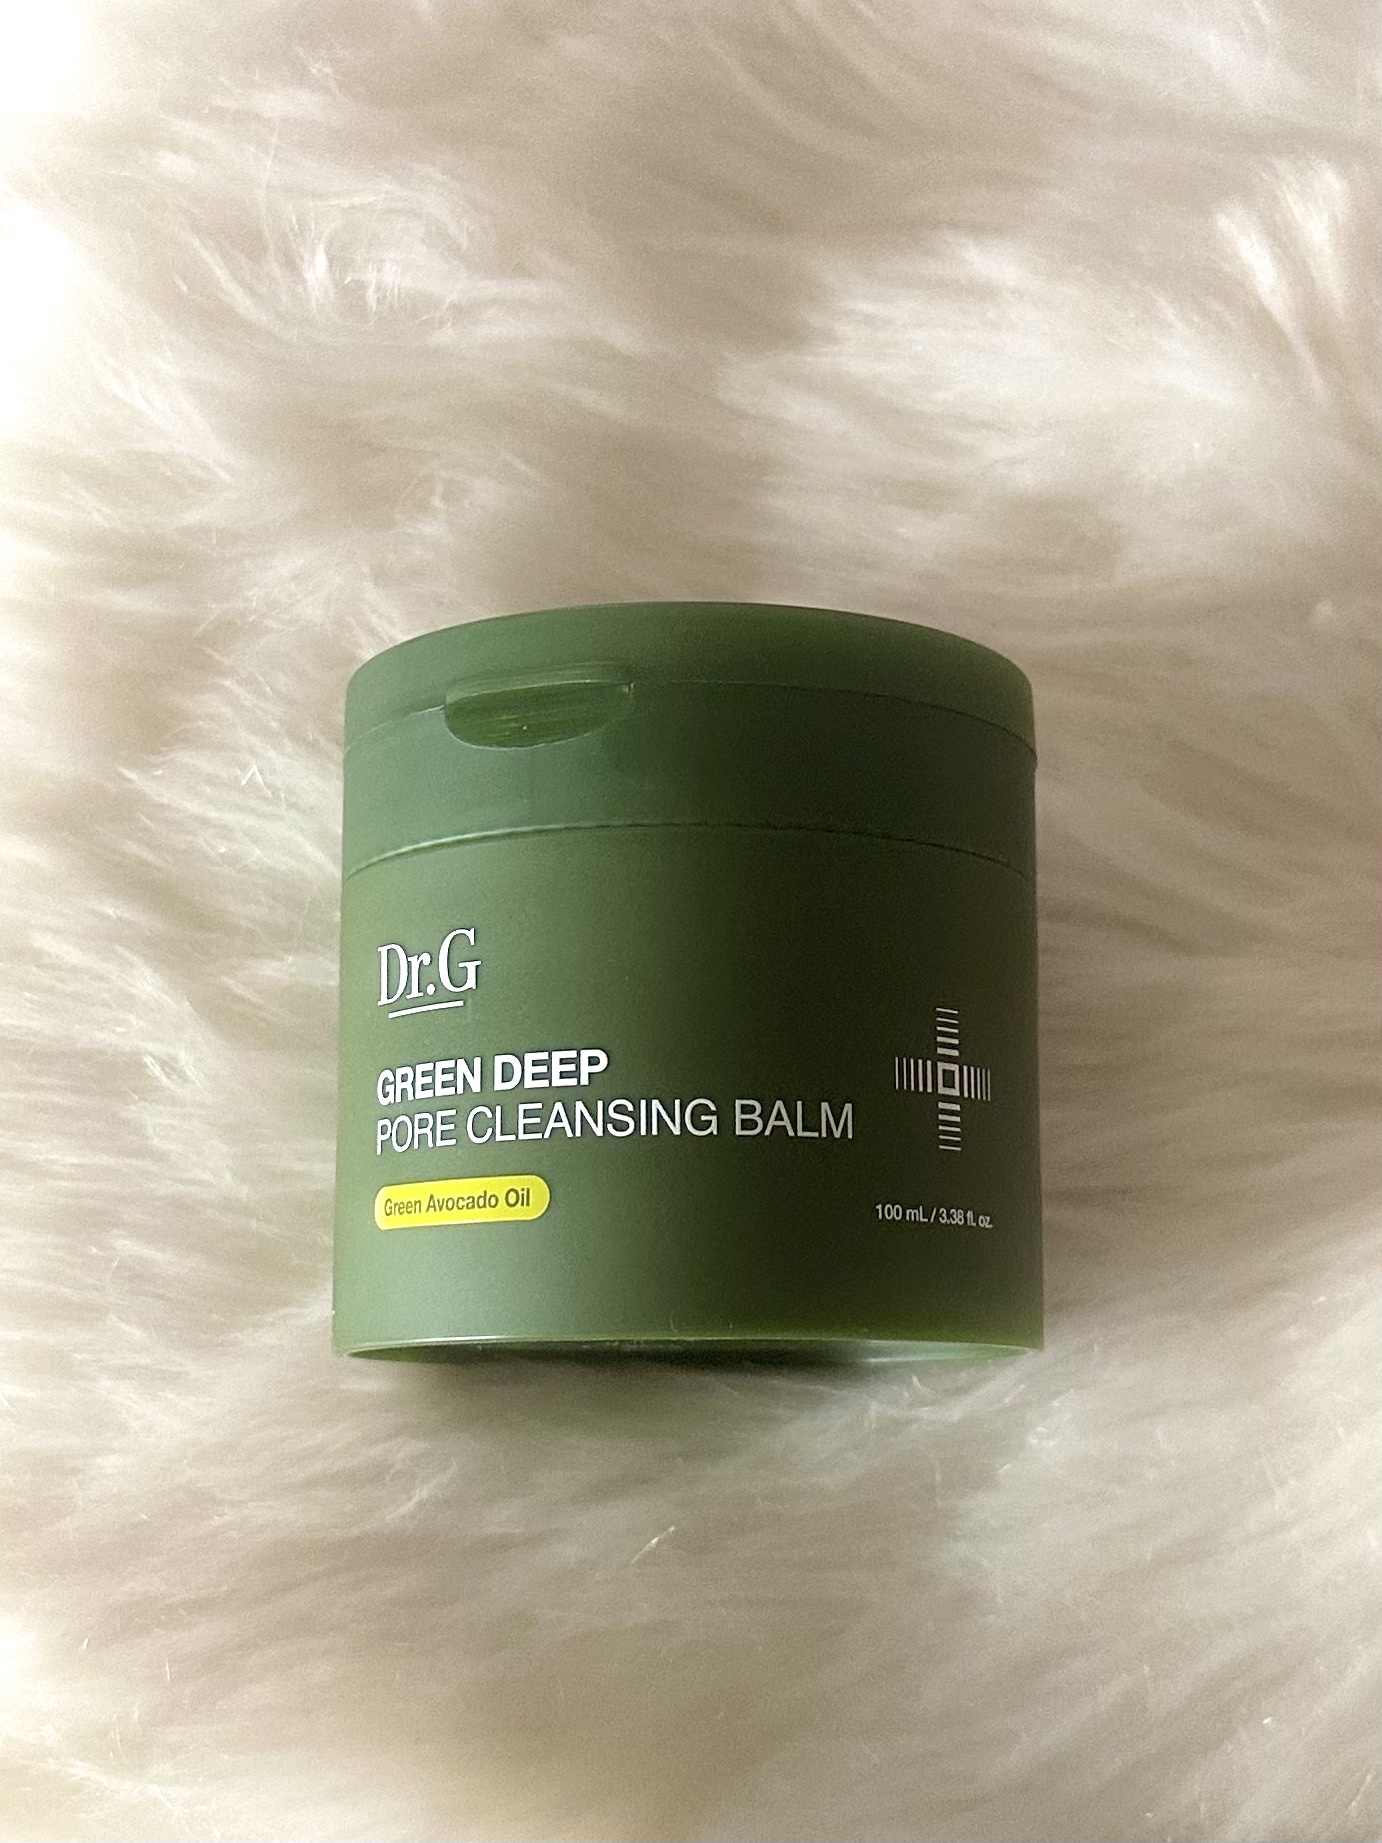 Dr.G
GREEN DEEP
PORE CLEANSING BALM
Green Avocado Oil
100 mL / 3.38 fl. oz.